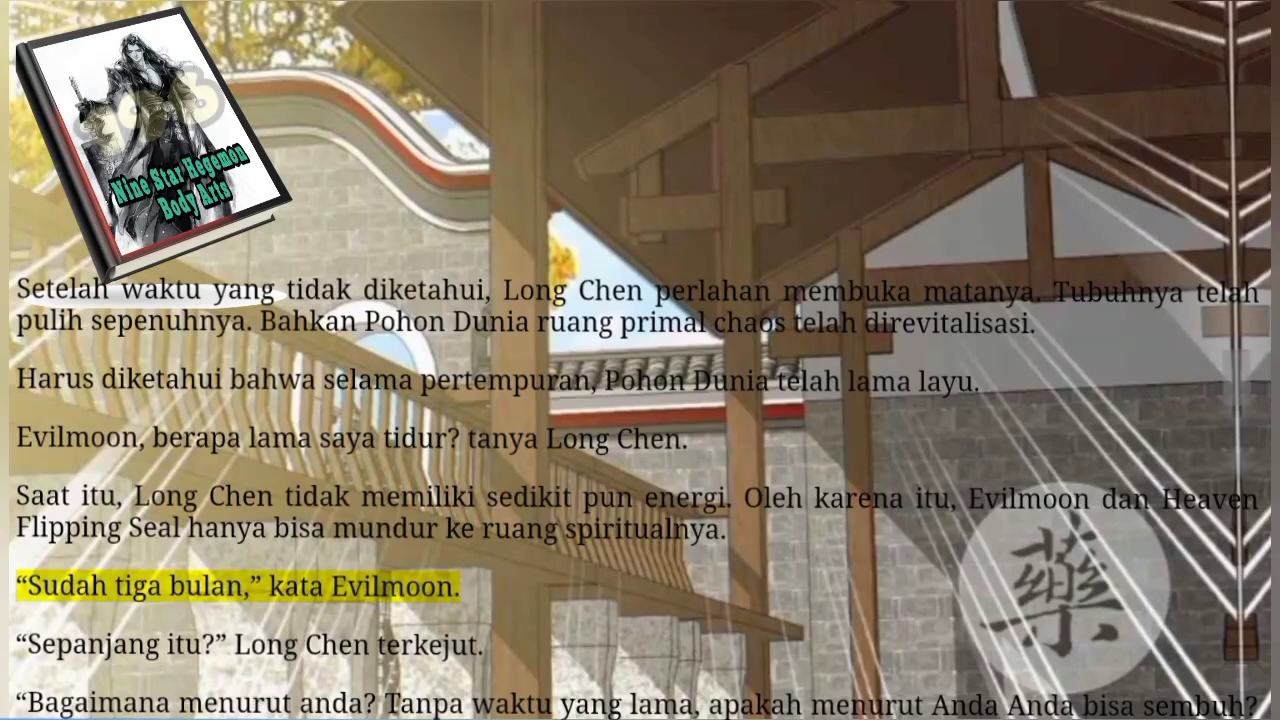 Nine Star Hegemon
Body Arts
Setelah waktu yang tidak diketahui, Long Chen perlahan membuka matanya. Tubuhnya telah
pulih sepenuhnya. Bahkan Pohon Dunia ruang primal chaos telah direvitalisasi.
Harus diketahui bahwa selama pertempuran, Pohon Dunia telah lama layu.
Evilmoon, berapa lama saya tidur? tanya Long Chen.
Saat itu, Long Chen tidak memiliki sedikit pun energi. Oleh karena itu, Evilmoon dan Heaven
Flipping Seal hanya bisa mundur ke ruang spiritualnya.
“Sudah tiga bulan,” kata Evilmoon.
“Sepanjang itu?” Long Chen terkejut.
“Bagaimana menurut anda? Tanpa waktu yang lama, apakah menurut Anda Anda bisa sembuh?
藥